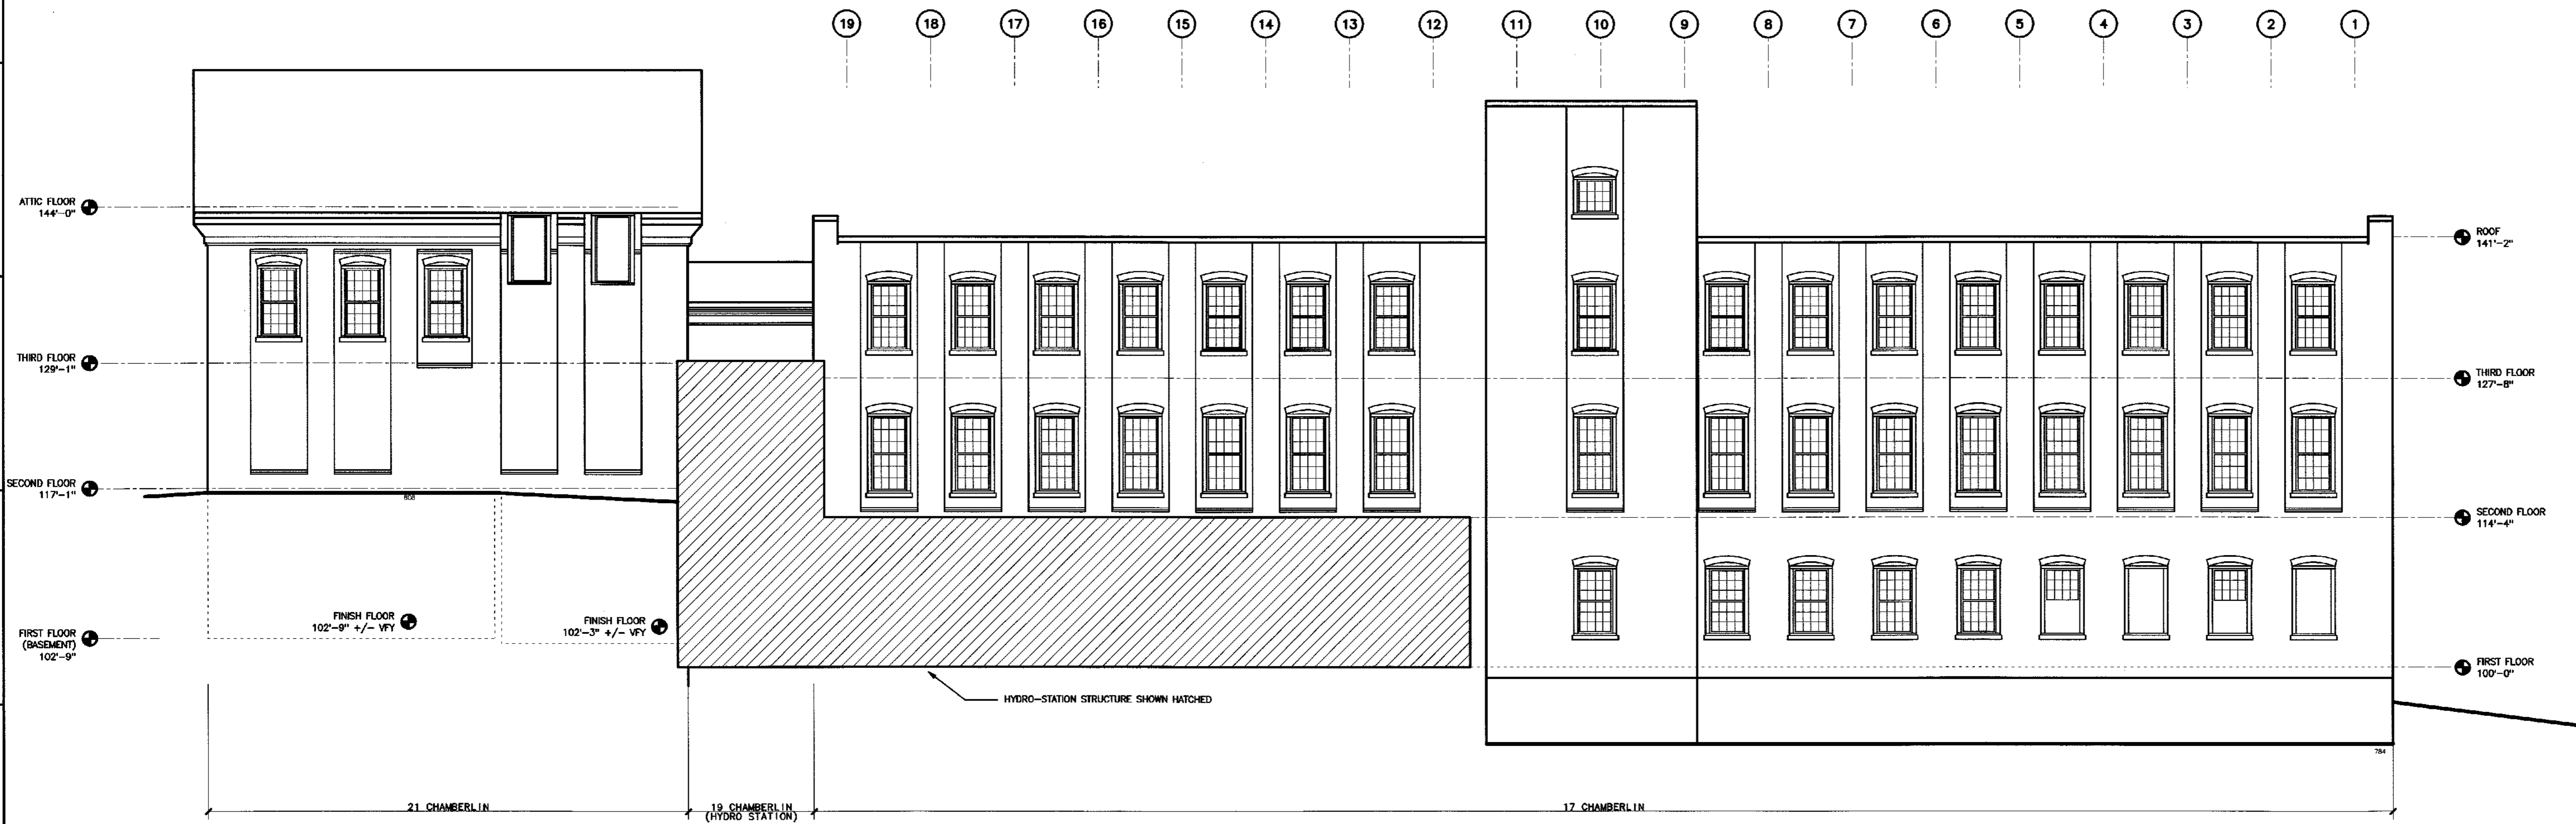 19 18 17 16 15 14 13 12 11 10 9 8 7 6 5 4 3 2 1
ATTIC FLOOR
144'-0"
ROOF
141'-2"
THIRD FLOOR
129'-1"
THIRD FLOOR
127'-8"
SECOND FLOOR
117'-1"
808
SECOND FLOOR
114'-4"
FINISH FLOOR
102'-9" +/- VFY
FINISH FLOOR
102'-3" +/- VFY
FIRST FLOOR
(BASEMENT)
102'-9"
FIRST FLOOR
100'-0"
HYDRO-STATION STRUCTURE SHOWN HATCHED
784
21 CHAMBERLIN
19 CHAMBERLIN
(HYDRO STATION)
17 CHAMBERLIN